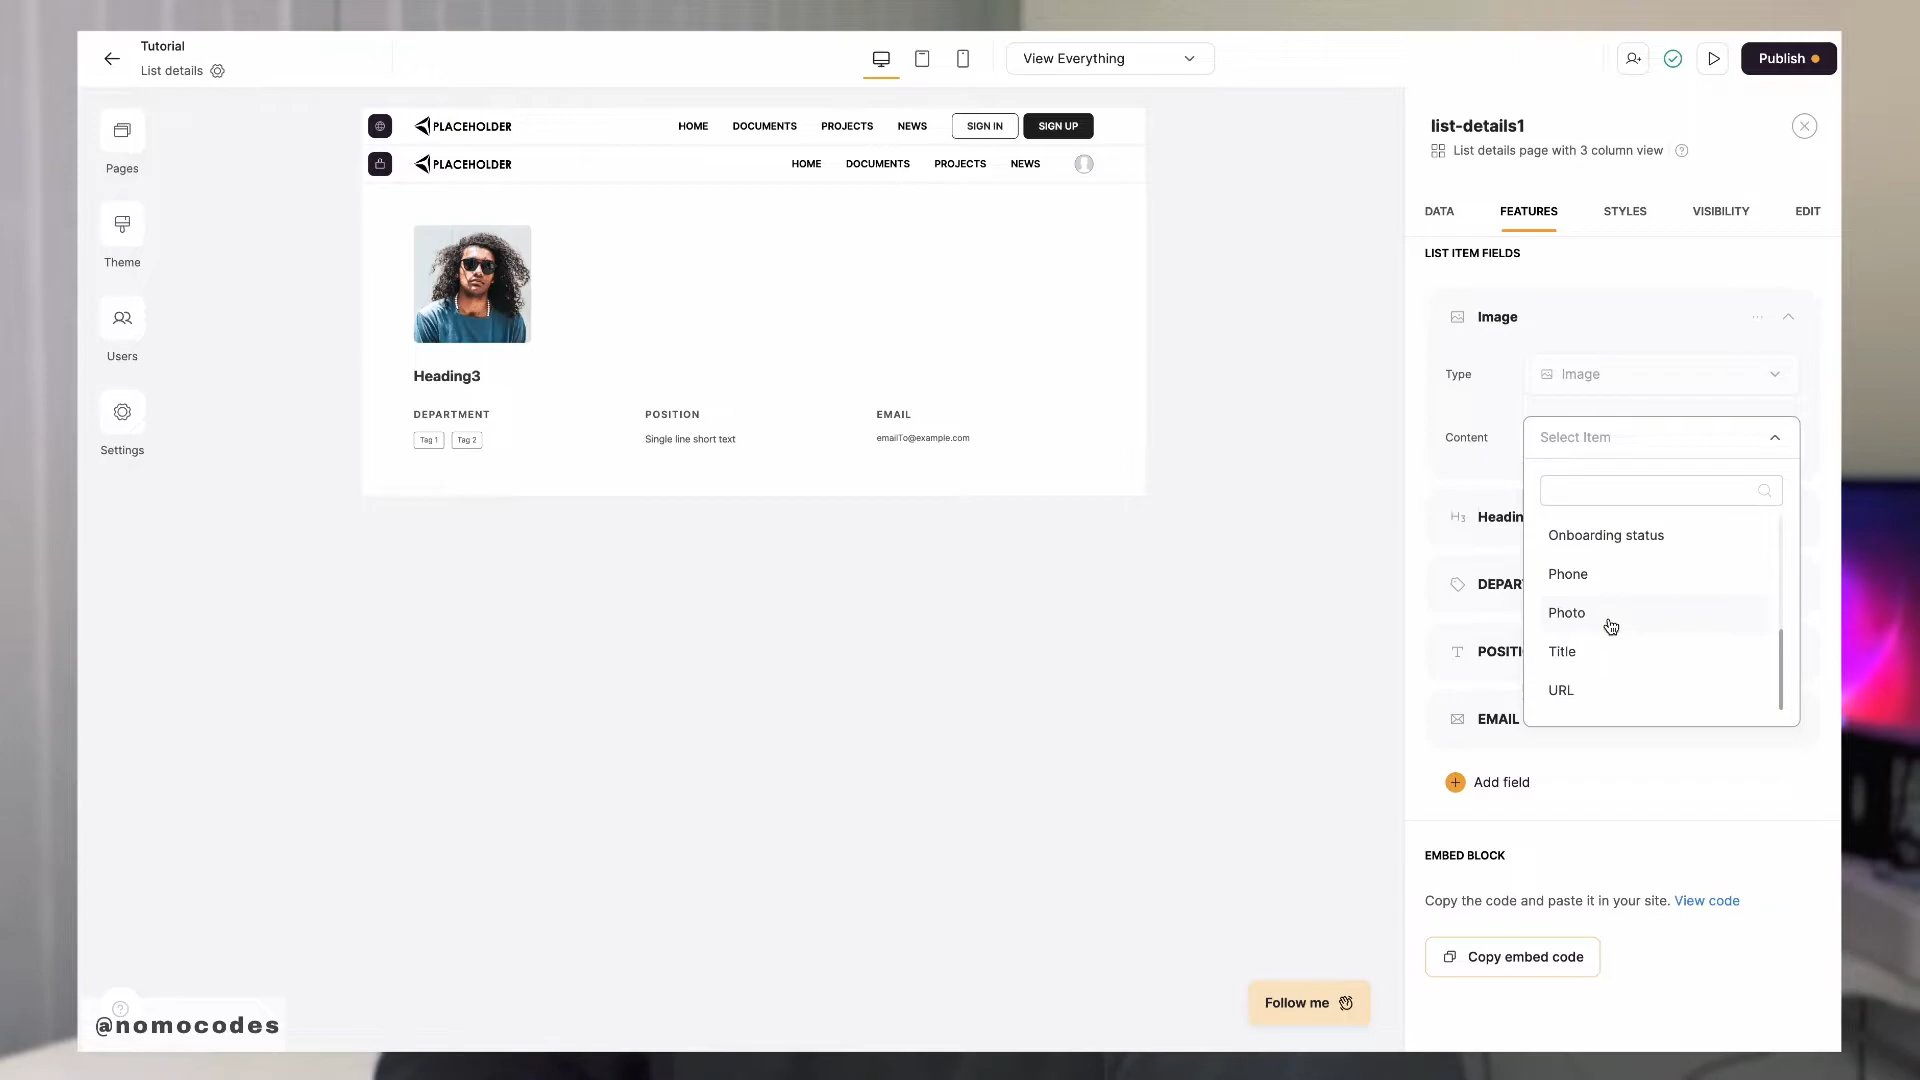 Tutorial
List details
View Everything
Publish
Pages
Theme
Users
Settings
PLACEHOLDER
HOME
DOCUMENTS
PROJECTS
NEWS
SIGN IN
SIGN UP
PLACEHOLDER
HOME
DOCUMENTS
PROJECTS
NEWS
Heading3
DEPARTMENT
POSITION
EMAIL
Tag 1
Tag 2
Single line short text
emailTo@example.com
list-details1
List details page with 3 column view
DATA
FEATURES
STYLES
VISIBILITY
EDIT
LIST ITEM FIELDS
Image
Type
Image
Content
Select Item
Onboarding status
Phone
Photo
Title
URL
H3
Headin
DEPAR
POSITI
EMAIL
Add field
EMBED BLOCK
Copy the code and paste it in your site. View code
Copy embed code
Follow me
@nomocodes